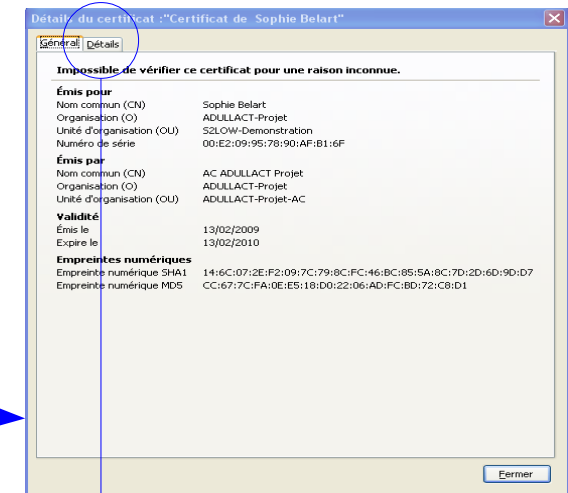 Détails du certificat :"Certificat de Sophie Belart"
Général Détails
Impossible de vérifier ce certificat pour une raison inconnue.
Émis pour
Nom commun (CN) Sophie Belart
Organisation (O) ADULLACT-Projet
Unité d'organisation (OU) S2LOW-Demonstration
Numéro de série 00:E2:09:95:78:90:AF:B1:6F
Émis par
Nom commun (CN) AC ADULLACT Projet
Organisation (O) ADULLACT-Projet
Unité d'organisation (OU) ADULLACT-Projet-AC
Validité
Émis le 13/02/2009
Expire le 13/02/2010
Empreintes numériques
Empreinte numérique SHA1 14:6C:07:2E:F2:09:7C:79:8C:FC:46:BC:85:5A:8C:7D:2D:6D:9D:D7
Empreinte numérique MD5 CC:67:7C:FA:0E:E5:18:D0:22:06:AD:FC:BD:72:C8:D1
Fermer